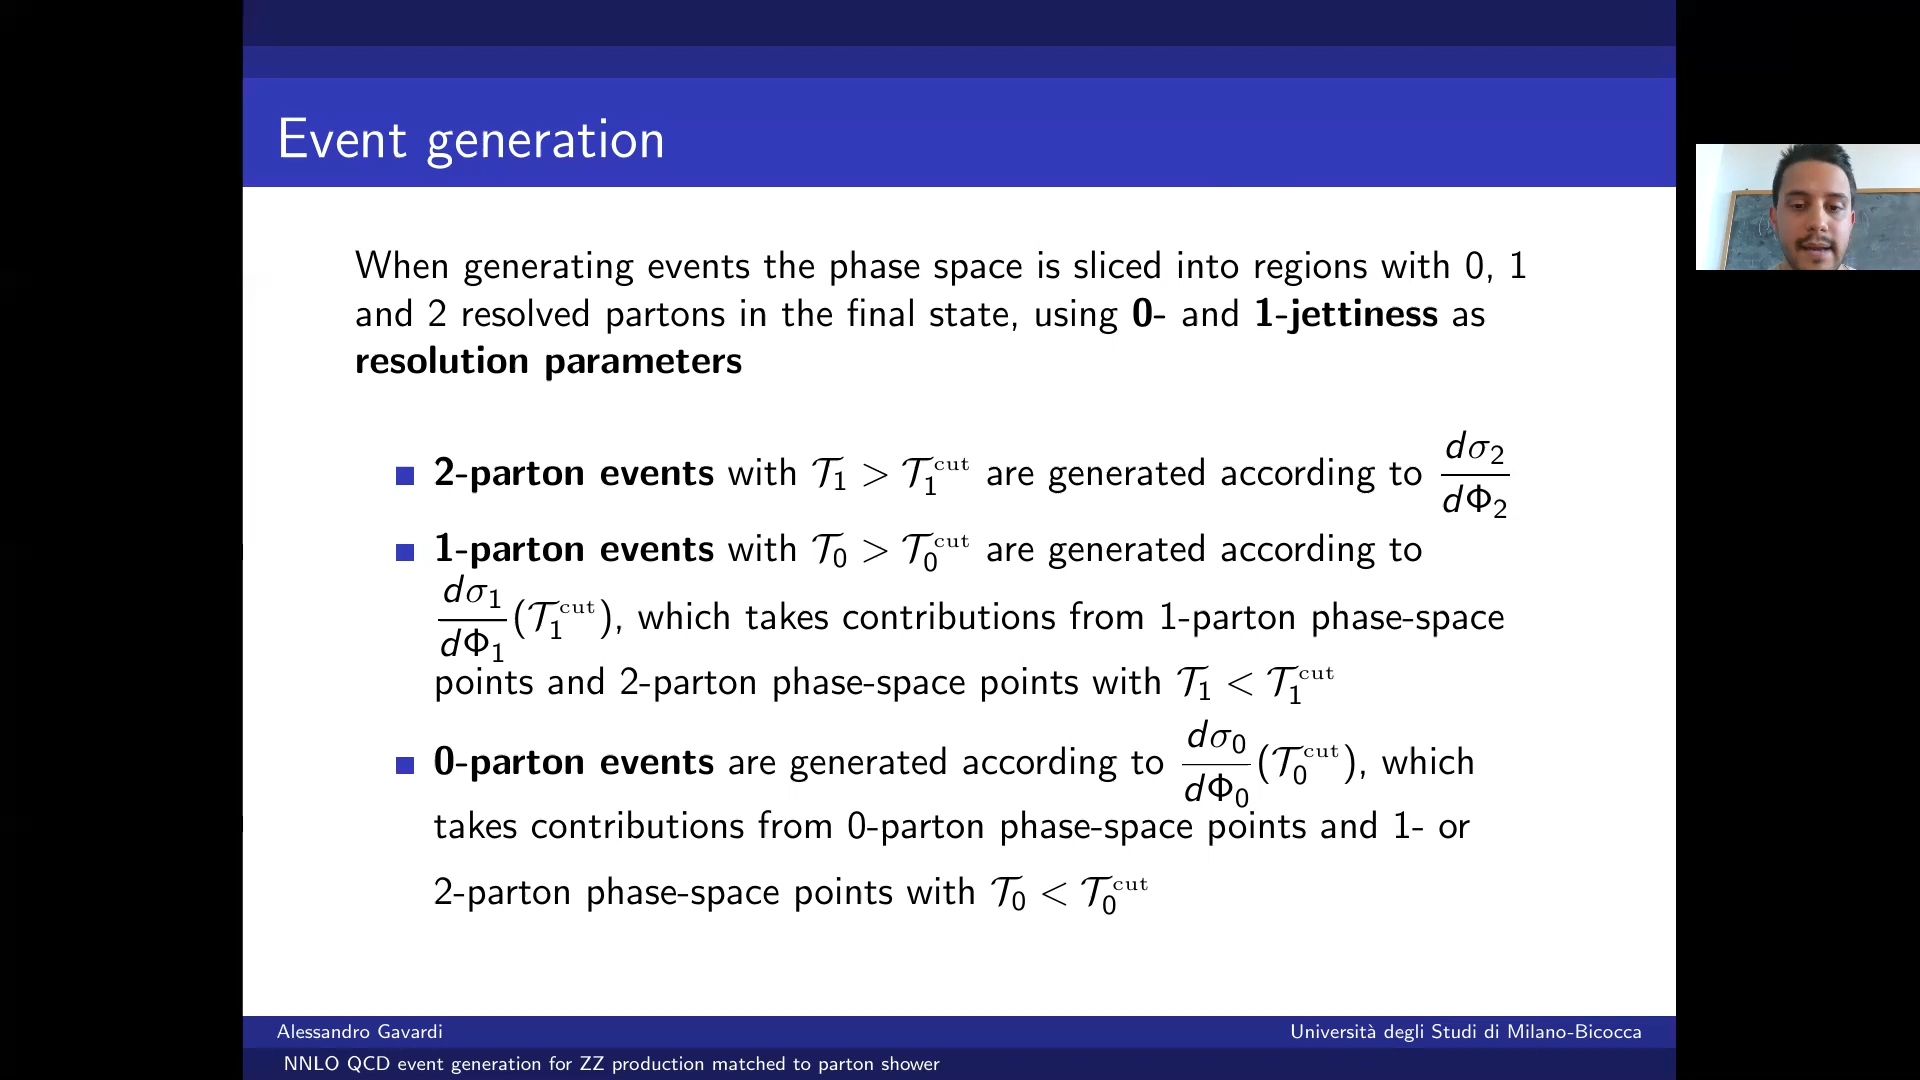 Event generation
When generating events the phase space is sliced into regions with 0, 1
and 2 resolved partons in the final state, using 0- and 1-jettiness as
resolution parameters
2-parton events with 𝒯₁ > 𝒯₁^cut are generated according to dσ₂/dΦ₂
1-parton events with 𝒯₀ > 𝒯₀^cut are generated according to
dσ₁/dΦ₁(𝒯₁^cut), which takes contributions from 1-parton phase-space
points and 2-parton phase-space points with 𝒯₁ < 𝒯₁^cut
0-parton events are generated according to dσ₀/dΦ₀(𝒯₀^cut), which
takes contributions from 0-parton phase-space points and 1- or
2-parton phase-space points with 𝒯₀ < 𝒯₀^cut
Alessandro Gavardi
Università degli Studi di Milano-Bicocca
NNLO QCD event generation for ZZ production matched to parton shower